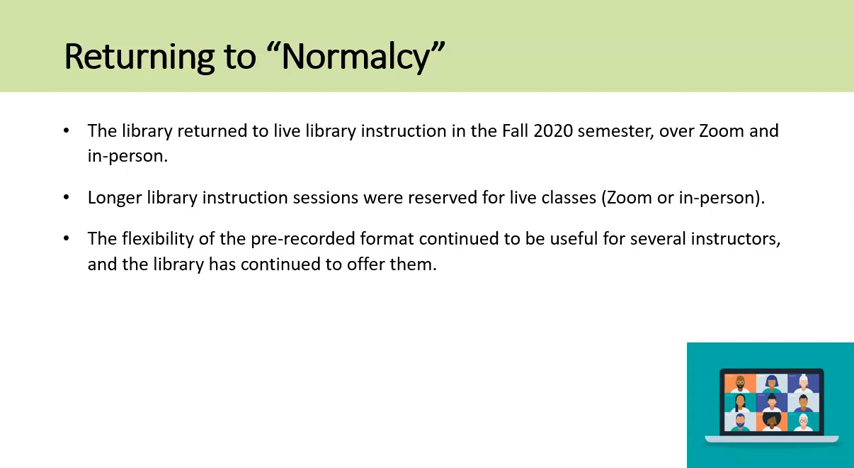 Returning to “Normalcy”
• The library returned to live library instruction in the Fall 2020 semester, over Zoom and
in-person.
• Longer library instruction sessions were reserved for live classes (Zoom or in-person).
• The flexibility of the pre-recorded format continued to be useful for several instructors,
and the library has continued to offer them.